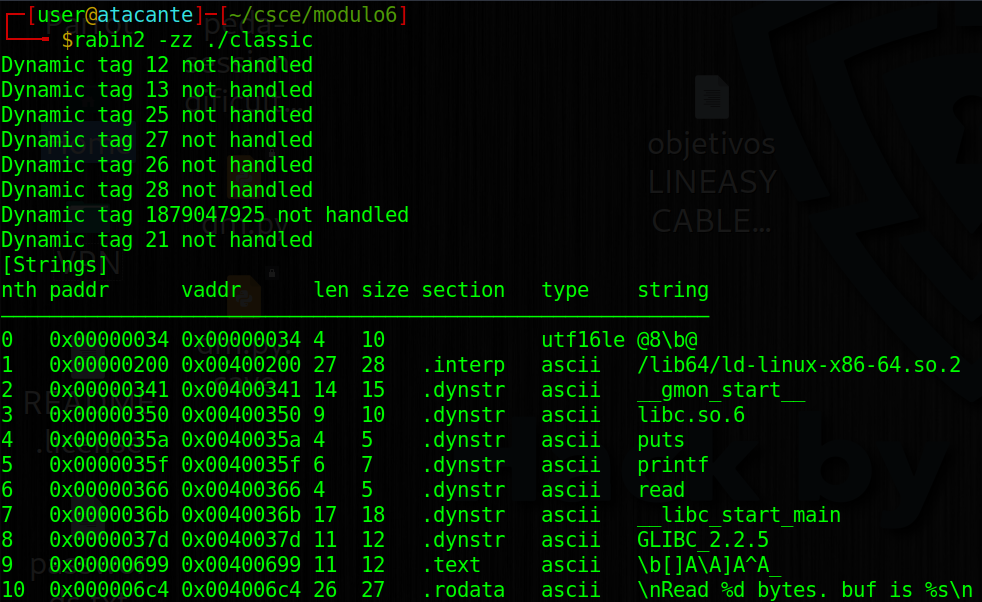 ┌─[user@atacante]─[~/csce/modulo6]
└──╼ $rabin2 -zz ./classic
Dynamic tag 12 not handled
Dynamic tag 13 not handled
Dynamic tag 25 not handled
Dynamic tag 27 not handled
Dynamic tag 26 not handled
Dynamic tag 28 not handled
Dynamic tag 1879047925 not handled
Dynamic tag 21 not handled
[Strings]
nth paddr      vaddr      len size section   type    string
―――――――――――――――――――――――――――――――――――――――――――――――――――――――――――
0   0x00000034 0x00000034 4   10             utf16le @8\b@
1   0x00000200 0x00400200 27  28   .interp   ascii   /lib64/ld-linux-x86-64.so.2
2   0x00000341 0x00400341 14  15   .dynstr   ascii   __gmon_start__
3   0x00000350 0x00400350 9   10   .dynstr   ascii   libc.so.6
4   0x0000035a 0x0040035a 4   5    .dynstr   ascii   puts
5   0x0000035f 0x0040035f 6   7    .dynstr   ascii   printf
6   0x00000366 0x00400366 4   5    .dynstr   ascii   read
7   0x0000036b 0x0040036b 17  18   .dynstr   ascii   __libc_start_main
8   0x0000037d 0x0040037d 11  12   .dynstr   ascii   GLIBC_2.2.5
9   0x00000699 0x00400699 11  12   .text     ascii   \b[]A\A]A^A_
10  0x000006c4 0x004006c4 26  27   .rodata   ascii   \nRead %d bytes. buf is %s\n
objetivos
LINEASY
CABLE...
VPN